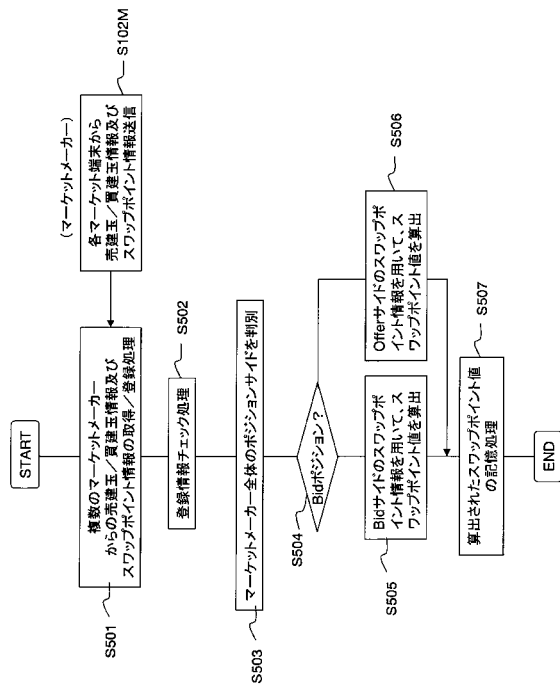 START
(マーケットメーカー)
各マーケット端末から
売建玉/買建玉情報及び
スワップポイント情報送信
S102M
複数のマーケットメーカー
からの売建玉/買建玉情報及び
スワップポイント情報の取得/登録処理
S501
登録情報チェック処理
S502
マーケットメーカー全体のポジションサイドを判別
S503
Bidポジション?
S504
Bidサイドのスワップポ
イント情報を用いて、ス
ワップポイント値を算出
S505
Offerサイドのスワップポ
イント情報を用いて、ス
ワップポイント値を算出
S506
算出されたスワップポイント値
の記憶処理
S507
END